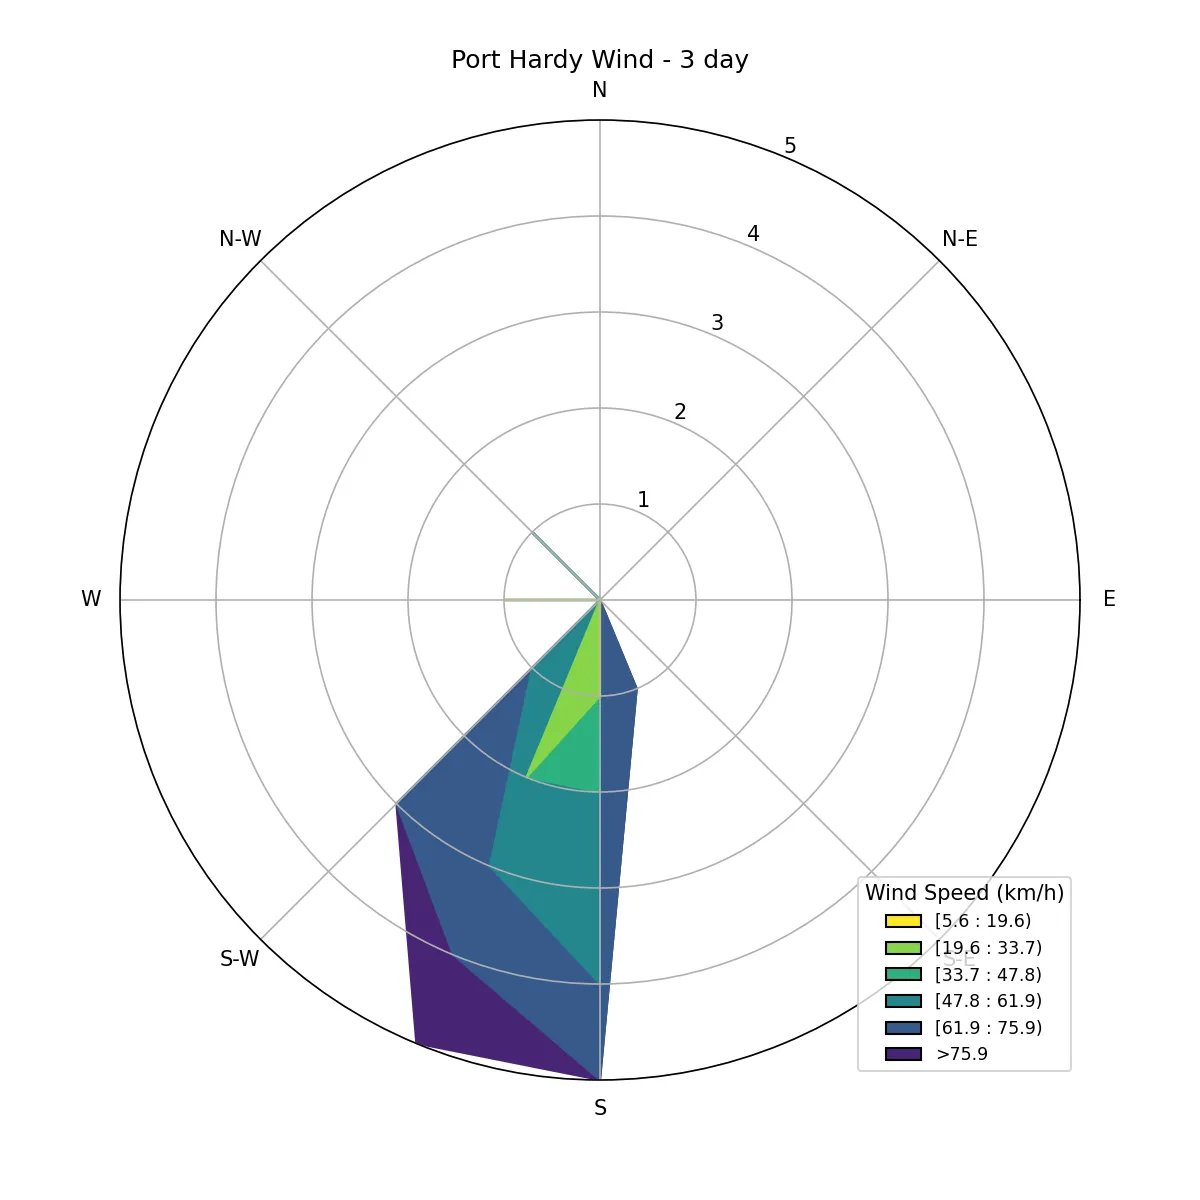 Port Hardy Wind - 3 day
N
5
N-W
N-E
4
3
2
1
W
E
S-W
S-E
S
Wind Speed (km/h)
[5.6 : 19.6)
[19.6 : 33.7)
[33.7 : 47.8)
[47.8 : 61.9)
[61.9 : 75.9)
>75.9